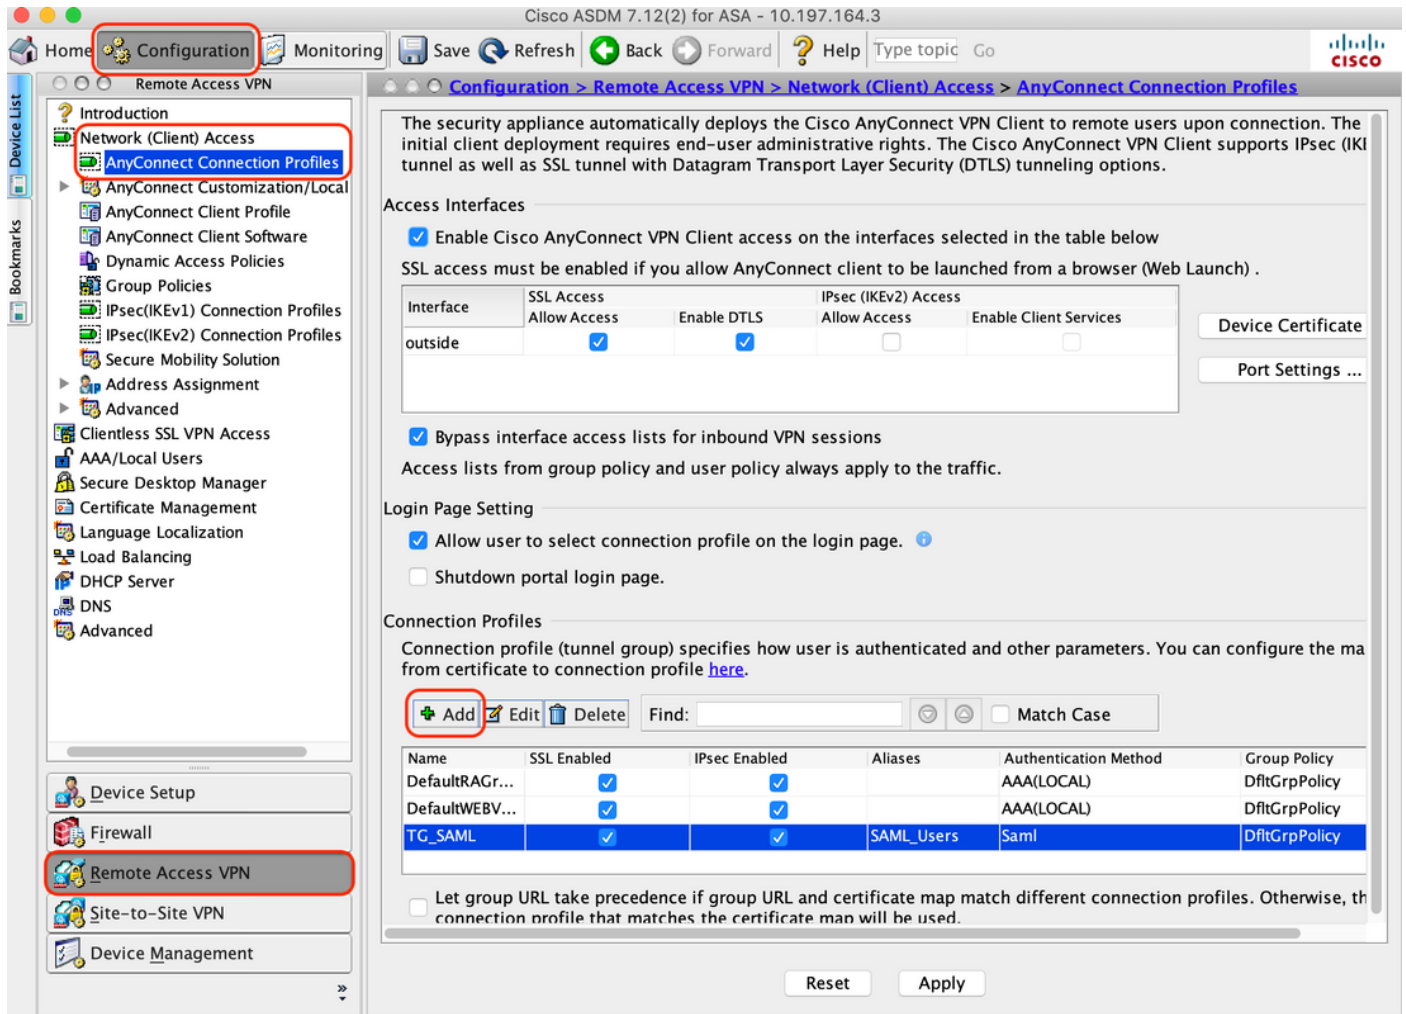 Cisco ASDM 7.12(2) for ASA - 10.197.164.3
Home Configuration Monitoring Save Refresh Back Forward Help Type topic Go
cisco
Device List
Bookmarks
Remote Access VPN
Introduction
Network (Client) Access
AnyConnect Connection Profiles
AnyConnect Customization/Local
AnyConnect Client Profile
AnyConnect Client Software
Dynamic Access Policies
Group Policies
IPsec(IKEv1) Connection Profiles
IPsec(IKEv2) Connection Profiles
Secure Mobility Solution
Address Assignment
Advanced
Clientless SSL VPN Access
AAA/Local Users
Secure Desktop Manager
Certificate Management
Language Localization
Load Balancing
DHCP Server
DNS
Advanced
Device Setup
Firewall
Remote Access VPN
Site-to-Site VPN
Device Management
Configuration > Remote Access VPN > Network (Client) Access > AnyConnect Connection Profiles
The security appliance automatically deploys the Cisco AnyConnect VPN Client to remote users upon connection. The
initial client deployment requires end-user administrative rights. The Cisco AnyConnect VPN Client supports IPsec (IKE
tunnel as well as SSL tunnel with Datagram Transport Layer Security (DTLS) tunneling options.
Access Interfaces
Enable Cisco AnyConnect VPN Client access on the interfaces selected in the table below
SSL access must be enabled if you allow AnyConnect client to be launched from a browser (Web Launch) .
Interface SSL Access IPsec (IKEv2) Access
Allow Access Enable DTLS Allow Access Enable Client Services
outside
Device Certificate
Port Settings ...
Bypass interface access lists for inbound VPN sessions
Access lists from group policy and user policy always apply to the traffic.
Login Page Setting
Allow user to select connection profile on the login page.
Shutdown portal login page.
Connection Profiles
Connection profile (tunnel group) specifies how user is authenticated and other parameters. You can configure the ma
from certificate to connection profile here.
Add Edit Delete Find: Match Case
Name SSL Enabled IPsec Enabled Aliases Authentication Method Group Policy
DefaultRAGr... AAA(LOCAL) DfltGrpPolicy
DefaultWEBV... AAA(LOCAL) DfltGrpPolicy
TG_SAML SAML_Users Saml DfltGrpPolicy
Let group URL take precedence if group URL and certificate map match different connection profiles. Otherwise, th
connection profile that matches the certificate map will be used.
Reset Apply